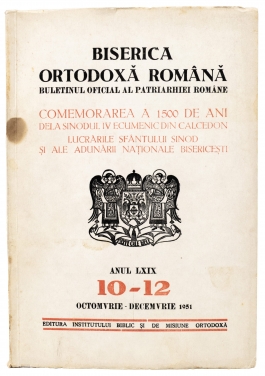 BISERICA
ORTODOXĂ ROMÂNĂ
BULETINUL OFICIAL AL PATRIARHIEI ROMÂNE
COMEMORAREA A 1500 DE ANI
DELA SINODUL IV ECUMENIC DIN CALCEDON
LUCRĂRILE SFÂNTULUI SINOD
ȘI ALE ADUNĂRII NAȚIONALE BISERICEȘTI
ANUL LXIX
10-12
OCTOMVRIE - DECEMVRIE 1951
EDITURA INSTITUTULUI BIBLIC ȘI DE MISIUNE ORTODOXĂ